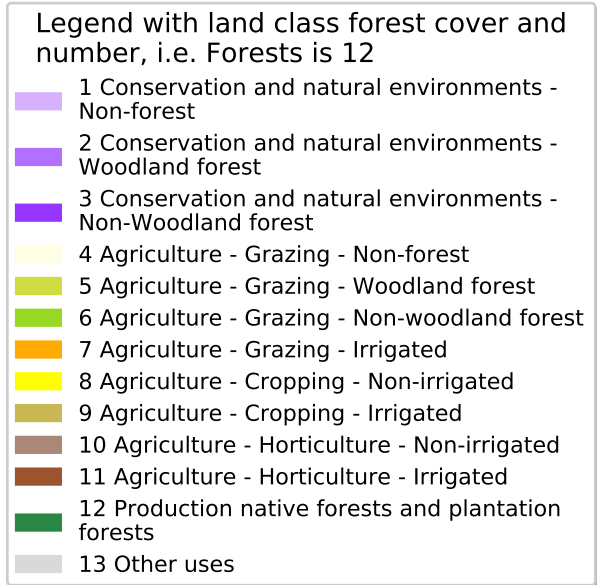 Legend with land class forest cover and
number, i.e. Forests is 12
1 Conservation and natural environments -
Non-forest
2 Conservation and natural environments -
Woodland forest
3 Conservation and natural environments -
Non-Woodland forest
4 Agriculture - Grazing - Non-forest
5 Agriculture - Grazing - Woodland forest
6 Agriculture - Grazing - Non-woodland forest
7 Agriculture - Grazing - Irrigated
8 Agriculture - Cropping - Non-irrigated
9 Agriculture - Cropping - Irrigated
10 Agriculture - Horticulture - Non-irrigated
11 Agriculture - Horticulture - Irrigated
12 Production native forests and plantation
forests
13 Other uses